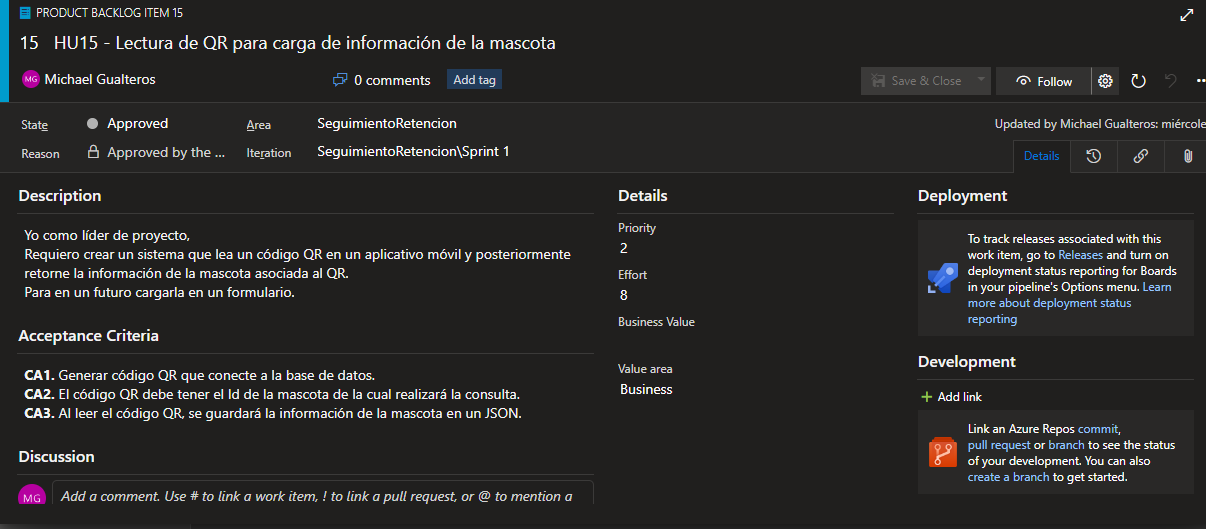 PRODUCT BACKLOG ITEM 15
15 HU15 - Lectura de QR para carga de información de la mascota
MG Michael Gualteros
0 comments
Add tag
Save & Close
Follow
State
Approved
Area
SeguimientoRetencion
Updated by Michael Gualteros: miércole
Reason
Approved by the ...
Iteration
SeguimientoRetencion\Sprint 1
Details
Description
Yo como líder de proyecto,
Requiero crear un sistema que lea un código QR en un aplicativo móvil y posteriormente
retorne la información de la mascota asociada al QR.
Para en un futuro cargarla en un formulario.
Acceptance Criteria
CA1. Generar código QR que conecte a la base de datos.
CA2. El código QR debe tener el Id de la mascota de la cual realizará la consulta.
CA3. Al leer el código QR, se guardará la información de la mascota en un JSON.
Discussion
MG
Add a comment. Use # to link a work item, ! to link a pull request, or @ to mention a
Details
Priority
2
Effort
8
Business Value
Value area
Business
Deployment
To track releases associated with this
work item, go to Releases and turn on
deployment status reporting for Boards
in your pipeline's Options menu. Learn
more about deployment status
reporting
Development
+ Add link
Link an Azure Repos commit,
pull request or branch to see the status
of your development. You can also
create a branch to get started.